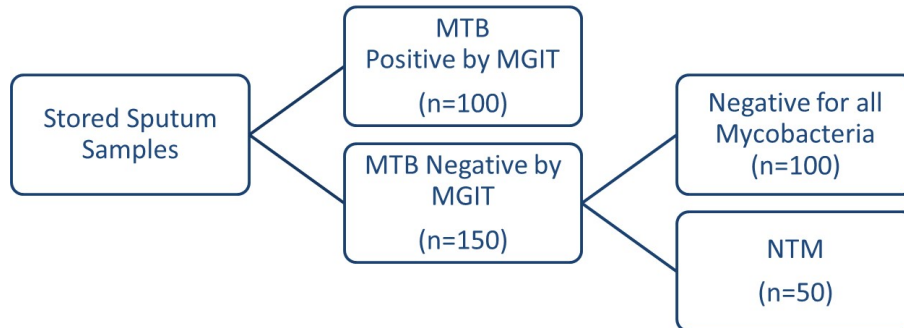 Stored Sputum
Samples
MTB
Positive by MGIT
(n=100)
MTB Negative by
MGIT
(n=150)
Negative for all
Mycobacteria
(n=100)
NTM
(n=50)